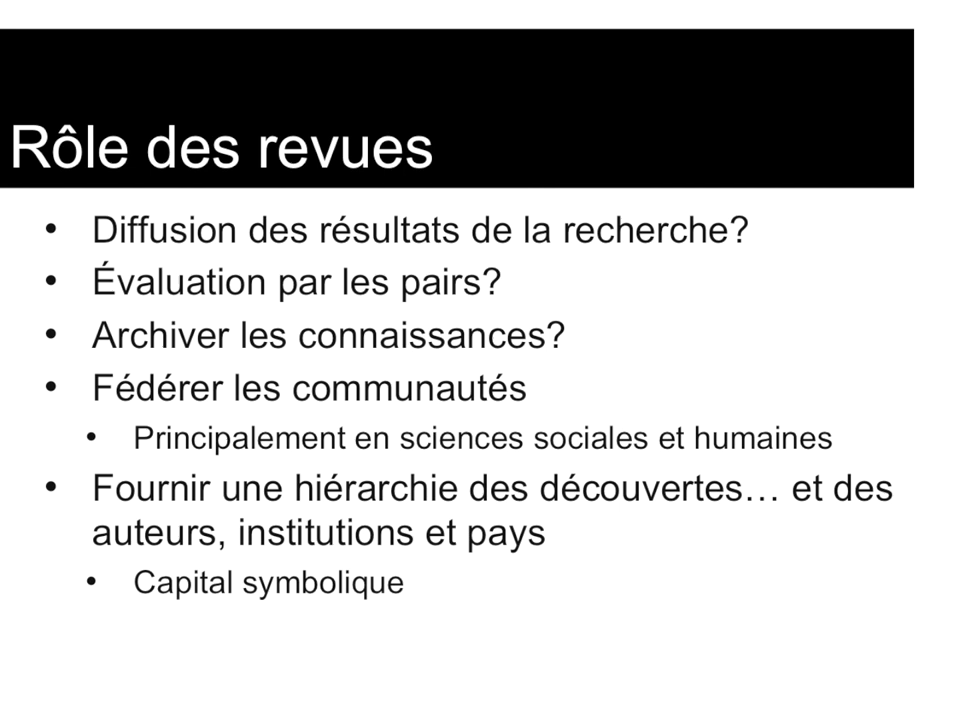 Rôle des revues
• Diffusion des résultats de la recherche?
• Évaluation par les pairs?
• Archiver les connaissances?
• Fédérer les communautés
• Principalement en sciences sociales et humaines
• Fournir une hiérarchie des découvertes… et des
auteurs, institutions et pays
• Capital symbolique